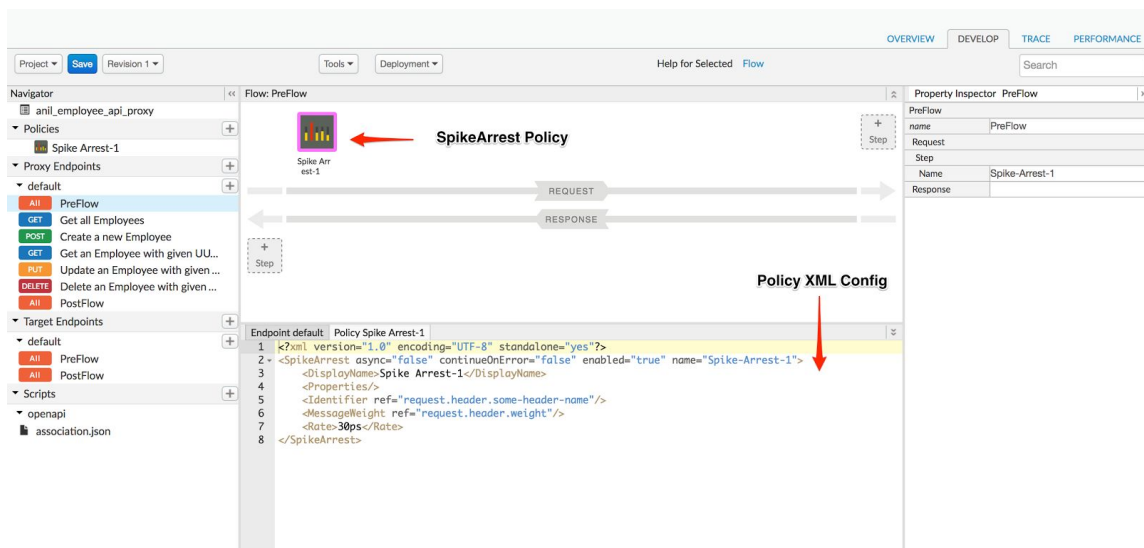 OVERVIEW DEVELOP TRACE PERFORMANCE
Project Save Revision 1 Tools Deployment Help for Selected Flow Search
Navigator
anil_employee_api_proxy
Policies
Spike Arrest-1
Proxy Endpoints
default
All PreFlow
GET Get all Employees
POST Create a new Employee
GET Get an Employee with given UU...
PUT Update an Employee with given ...
DELETE Delete an Employee with given ...
All PostFlow
Target Endpoints
default
All PreFlow
All PostFlow
Scripts
openapi
association.json
Flow: PreFlow
SpikeArrest Policy
Spike Arr
est-1
+
Step
REQUEST
RESPONSE
+
Step
Policy XML Config
Endpoint default Policy Spike Arrest-1
1 <?xml version="1.0" encoding="UTF-8" standalone="yes"?>
2 <SpikeArrest async="false" continueOnError="false" enabled="true" name="Spike-Arrest-1">
3 <DisplayName>Spike Arrest-1</DisplayName>
4 <Properties/>
5 <Identifier ref="request.header.some-header-name"/>
6 <MessageWeight ref="request.header.weight"/>
7 <Rate>30ps</Rate>
8 </SpikeArrest>
Property Inspector PreFlow
PreFlow
name PreFlow
Request
Step
Name Spike-Arrest-1
Response